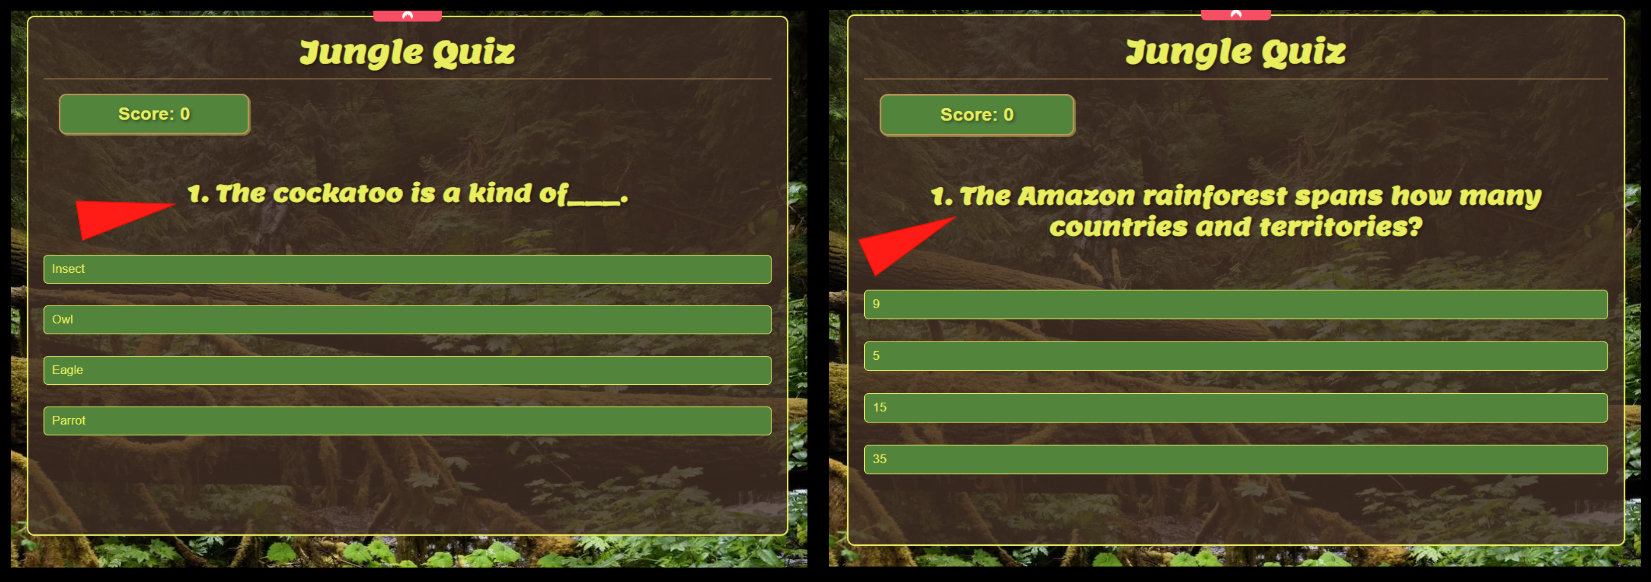 Jungle Quiz
Score: 0
1. The cockatoo is a kind of___.
Insect
Owl
Eagle
Parrot
Jungle Quiz
Score: 0
1. The Amazon rainforest spans how many
countries and territories?
9
5
15
35